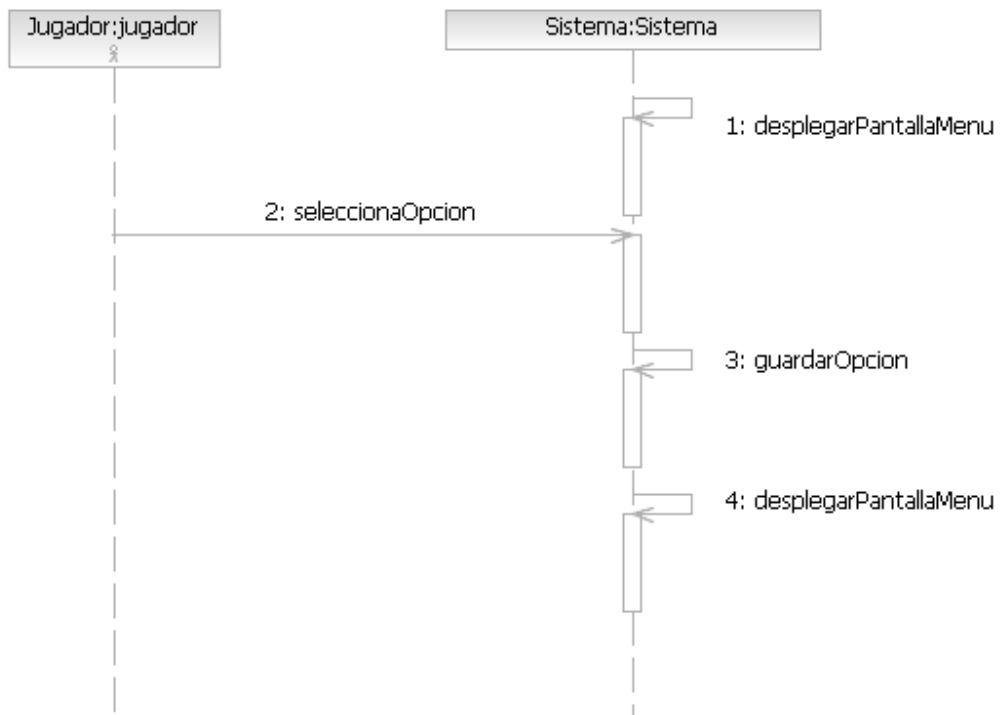 Jugador:jugador
Sistema:Sistema
1: desplegarPantallaMenu
2: seleccionaOpcion
3: guardarOpcion
4: desplegarPantallaMenu